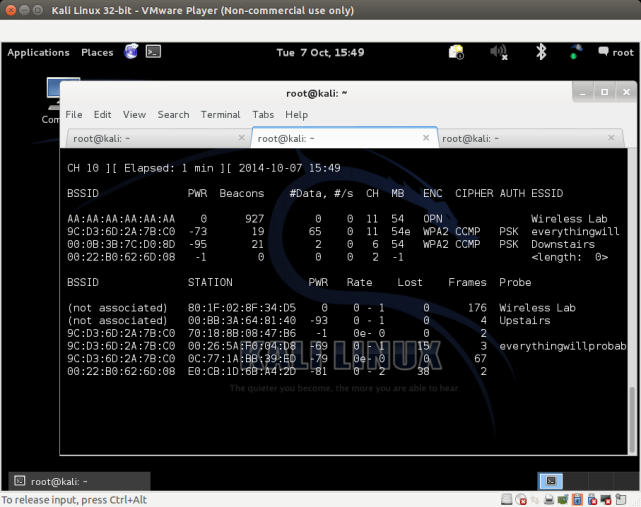 Kali Linux 32-bit - VMware Player (Non-commercial use only)
Applications Places Tue 7 Oct, 15:49 root
root@kali: ~
File Edit View Search Terminal Tabs Help
root@kali: ~ root@kali: ~ root@kali: ~
CH 10 ][ Elapsed: 1 min ][ 2014-10-07 15:49
BSSID PWR Beacons #Data, #/s CH MB ENC CIPHER AUTH ESSID
AA:AA:AA:AA:AA:AA 0 927 0 0 11 54 OPN Wireless Lab
9C:D3:6D:2A:7B:C0 -73 19 65 0 11 54e WPA2 CCMP PSK everythingwill
00:0B:3B:7C:D0:8D -95 21 2 0 6 54 WPA2 CCMP PSK Downstairs
00:22:B0:62:6D:08 -1 0 0 0 2 -1 <length: 0>
BSSID STATION PWR Rate Lost Frames Probe
(not associated) 80:1F:02:8F:34:D5 0 0 - 1 0 176 Wireless Lab
(not associated) 00:BB:3A:64:81:40 -93 0 - 1 0 4 Upstairs
9C:D3:6D:2A:7B:C0 70:18:8B:08:47:B6 -1 0e- 0 0 2
9C:D3:6D:2A:7B:C0 00:26:5A:F0:04:D8 -69 0 - 1 15 3 everythingwillprobab
9C:D3:6D:2A:7B:C0 0C:77:1A:BB:39:ED -79 0e- 0 0 67
00:22:B0:62:6D:08 E0:CB:1D:6B:A4:2D -81 0 - 2 38 2
KALI LINUX
The quieter you become, the more you are able to hear.
root@kali: ~
To release input, press Ctrl+Alt